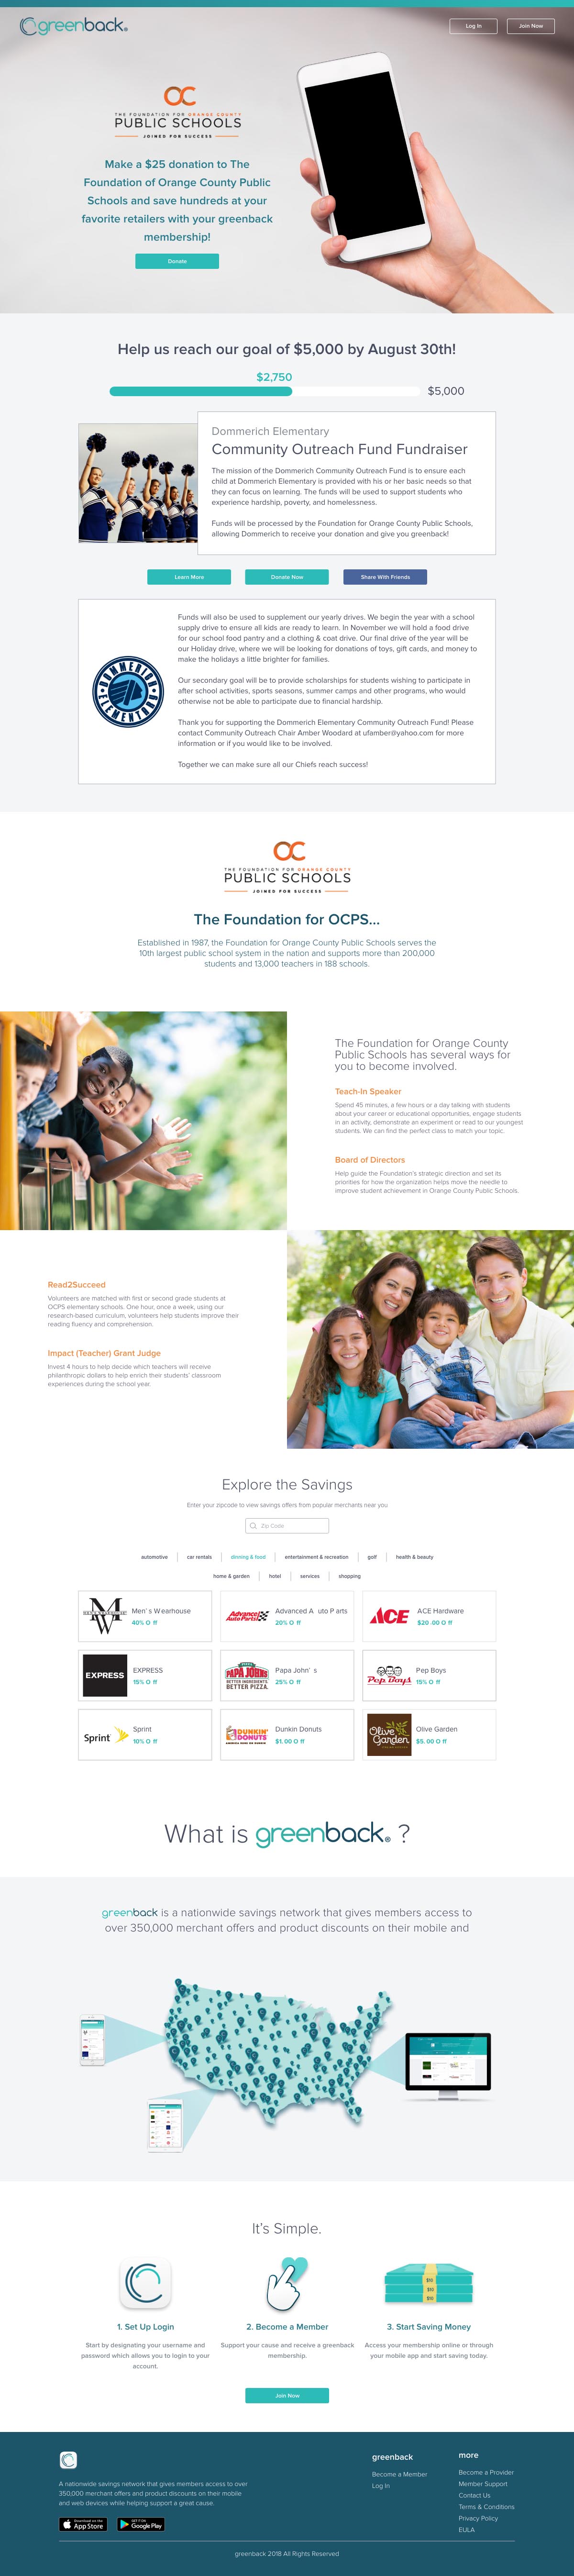 greenback®
Log In
Join Now
OC
THE FOUNDATION FOR ORANGE COUNTY
PUBLIC SCHOOLS
JOINED FOR SUCCESS
Make a $25 donation to The
Foundation of Orange County Public
Schools and save hundreds at your
favorite retailers with your greenback
membership!
Donate
Help us reach our goal of $5,000 by August 30th!
$2,750
$5,000
Dommerich Elementary
Community Outreach Fund Fundraiser
The mission of the Dommerich Community Outreach Fund is to ensure each
child at Dommerich Elementary is provided with his or her basic needs so that
they can focus on learning. The funds will be used to support students who
experience hardship, poverty, and homelessness.
Funds will be processed by the Foundation for Orange County Public Schools,
allowing Dommerich to receive your donation and give you greenback!
Learn More
Donate Now
Share With Friends
Funds will also be used to supplement our yearly drives. We begin the year with a school
supply drive to ensure all kids are ready to learn. In November we will hold a food drive
for our school food pantry and a clothing & coat drive. Our final drive of the year will be
our Holiday drive, where we will be looking for donations of toys, gift cards, and money to
make the holidays a little brighter for families.
DOMMERICH
ELEMENTARY
Our secondary goal will be to provide scholarships for students wishing to participate in
after school activities, sports seasons, summer camps and other programs, who would
otherwise not be able to participate due to financial hardship.
Thank you for supporting the Dommerich Elementary Community Outreach Fund! Please
contact Community Outreach Chair Amber Woodard at ufamber@yahoo.com for more
information or if you would like to be involved.
Together we can make sure all our Chiefs reach success!
OC
THE FOUNDATION FOR ORANGE COUNTY
PUBLIC SCHOOLS
JOINED FOR SUCCESS
The Foundation for OCPS...
Established in 1987, the Foundation for Orange County Public Schools serves the
10th largest public school system in the nation and supports more than 200,000
students and 13,000 teachers in 188 schools.
The Foundation for Orange County
Public Schools has several ways for
you to become involved.
Teach-In Speaker
Spend 45 minutes, a few hours or a day talking with students
about your career or educational opportunities, engage students
in an activity, demonstrate an experiment or read to our youngest
students. We can find the perfect class to match your topic.
Board of Directors
Help guide the Foundation's strategic direction and set its
priorities for how the organization helps move the needle to
improve student achievement in Orange County Public Schools.
Read2Succeed
Volunteers are matched with first or second grade students at
OCPS elementary schools. One hour, once a week, using our
research-based curriculum, volunteers help students improve their
reading fluency and comprehension.
Impact (Teacher) Grant Judge
Invest 4 hours to help decide which teachers will receive
philanthropic dollars to help enrich their students' classroom
experiences during the school year.
Explore the Savings
Enter your zipcode to view savings offers from popular merchants near you
Zip Code
automotive | car rentals | dinning & food | entertainment & recreation | golf | health & beauty
home & garden | hotel | services | shopping
Men' s Wearhouse
40% O ff
Advance Auto Parts
Advanced A uto P arts
20% O ff
ACE
ACE Hardware
$20 .00 O ff
EXPRESS
EXPRESS
15% O ff
PAPA JOHN'S
BETTER INGREDIENTS.
BETTER PIZZA.
Papa John' s
25% O ff
Pep Boys
Pep Boys
15% O ff
Sprint
Sprint
10% O ff
DUNKIN'
DONUTS
AMERICA RUNS ON DUNKIN'
Dunkin Donuts
$1. 00 O ff
Olive
Garden
ITALIAN KITCHEN
Olive Garden
$5. 00 O ff
What is greenback® ?
greenback is a nationwide savings network that gives members access to
over 350,000 merchant offers and product discounts on their mobile and
It's Simple.
$10
$10
$10
1. Set Up Login
Start by designating your username and
password which allows you to login to your
account.
2. Become a Member
Support your cause and receive a greenback
membership.
3. Start Saving Money
Access your membership online or through
your mobile app and start saving today.
Join Now
A nationwide savings network that gives members access to over
350,000 merchant offers and product discounts on their mobile
and web devices while helping support a great cause.
Download on the
App Store
GET IT ON
Google Play
greenback
Become a Member
Log In
more
Become a Provider
Member Support
Contact Us
Terms & Conditions
Privacy Policy
EULA
greenback 2018 All Rights Reserved